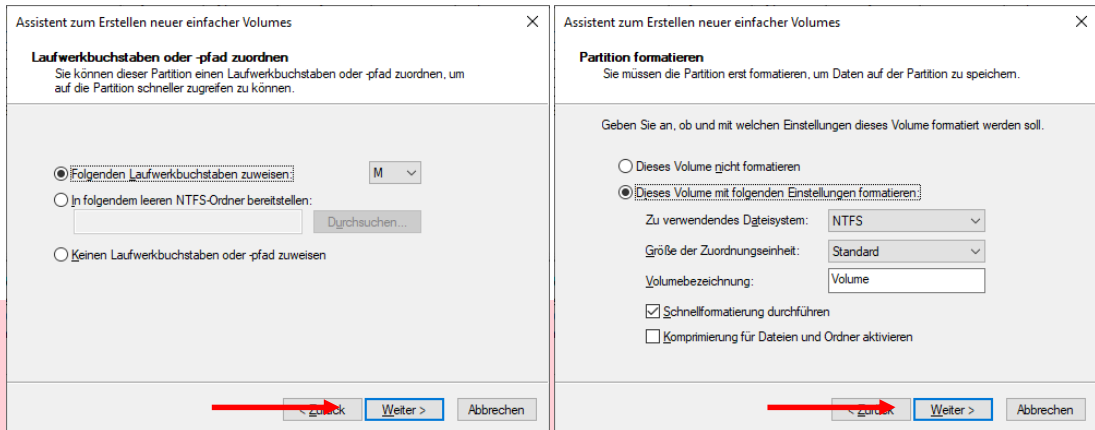 Assistent zum Erstellen neuer einfacher Volumes
Laufwerkbuchstaben oder -pfad zuordnen
Sie können dieser Partition einen Laufwerkbuchstaben oder -pfad zuordnen, um
auf die Partition schneller zugreifen zu können.
Folgenden Laufwerkbuchstaben zuweisen: M
In folgendem leeren NTFS-Ordner bereitstellen:
Durchsuchen...
Keinen Laufwerkbuchstaben oder -pfad zuweisen
< Zurück Weiter > Abbrechen
Assistent zum Erstellen neuer einfacher Volumes
Partition formatieren
Sie müssen die Partition erst formatieren, um Daten auf der Partition zu speichern.
Geben Sie an, ob und mit welchen Einstellungen dieses Volume formatiert werden soll.
Dieses Volume nicht formatieren
Dieses Volume mit folgenden Einstellungen formatieren:
Zu verwendendes Dateisystem: NTFS
Größe der Zuordnungseinheit: Standard
Volumebezeichnung: Volume
Schnellformatierung durchführen
Komprimierung für Dateien und Ordner aktivieren
< Zurück Weiter > Abbrechen